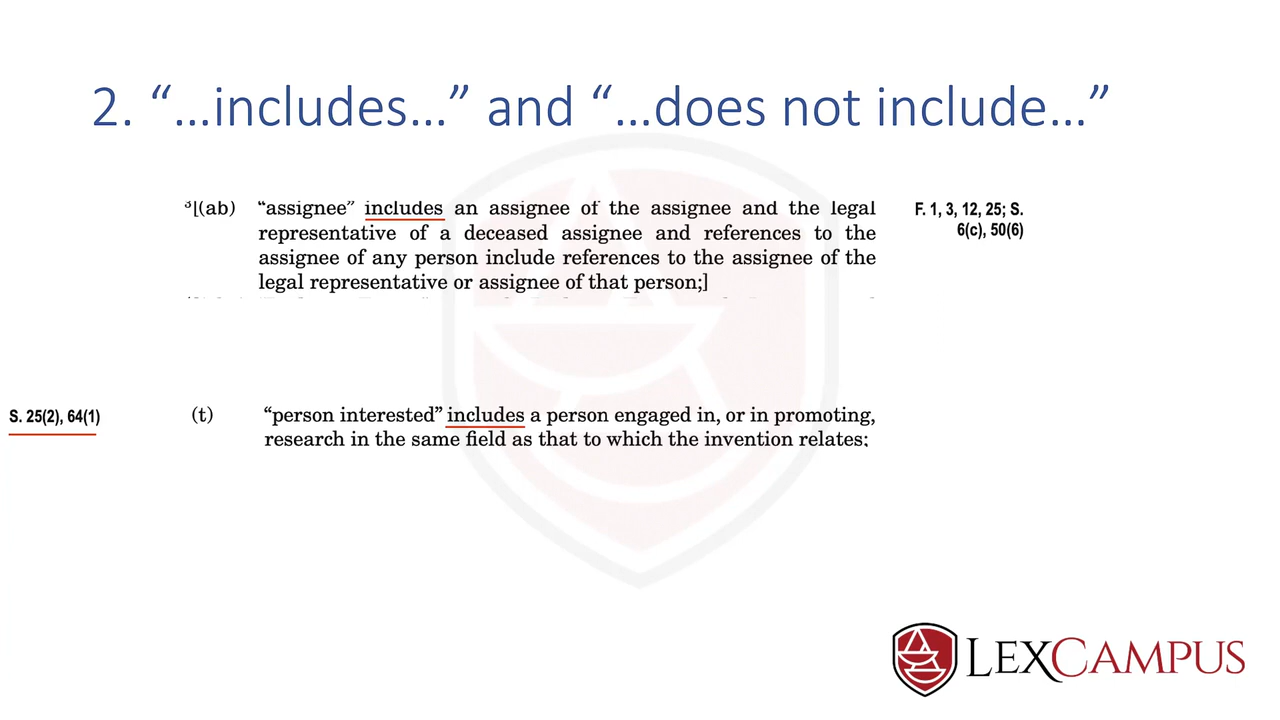 2. “…includes…” and “…does not include…”
³[(ab) “assignee” includes an assignee of the assignee and the legal
representative of a deceased assignee and references to the
assignee of any person include references to the assignee of the
legal representative or assignee of that person;]
F. 1, 3, 12, 25; S.
6(c), 50(6)
S. 25(2), 64(1)
(t) “person interested” includes a person engaged in, or in promoting,
research in the same field as that to which the invention relates;
LEXCAMPUS